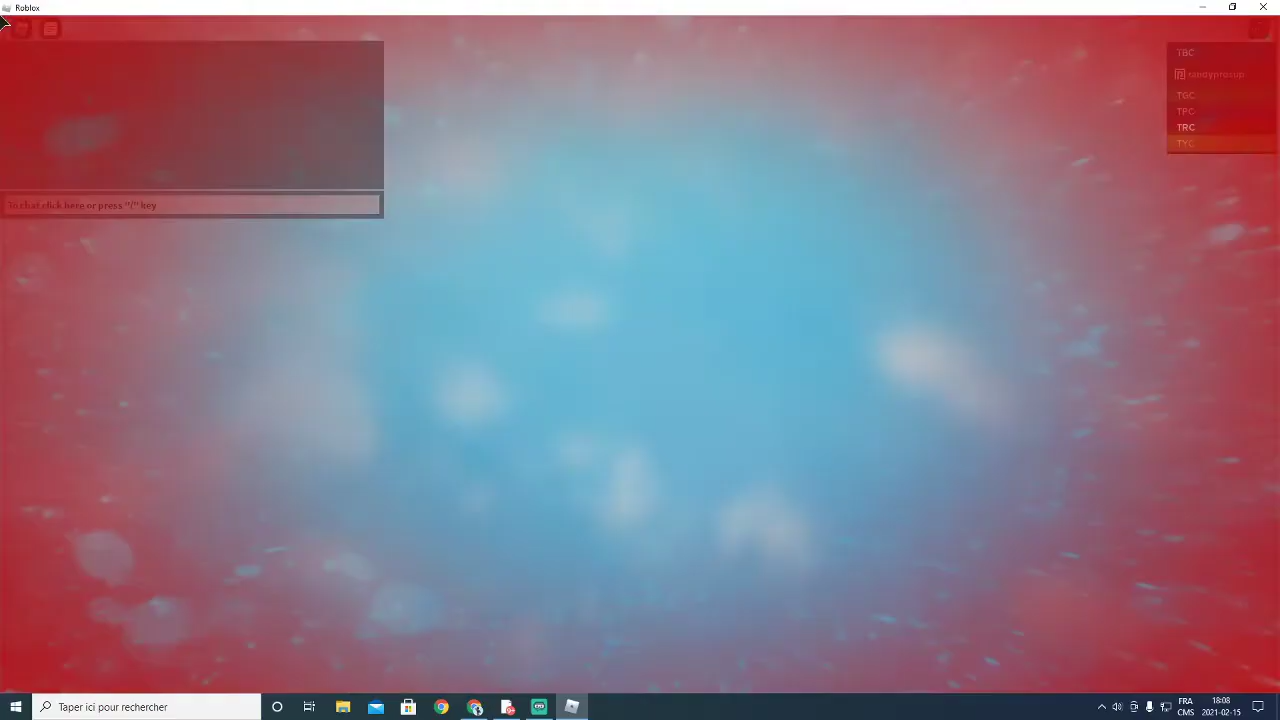 Roblox
TBC
randyprosup
TGC
TPC
TRC
TYC
To chat click here or press "/" key
Taper ici pour rechercher
FRA
CMS
18:08
2021-02-15